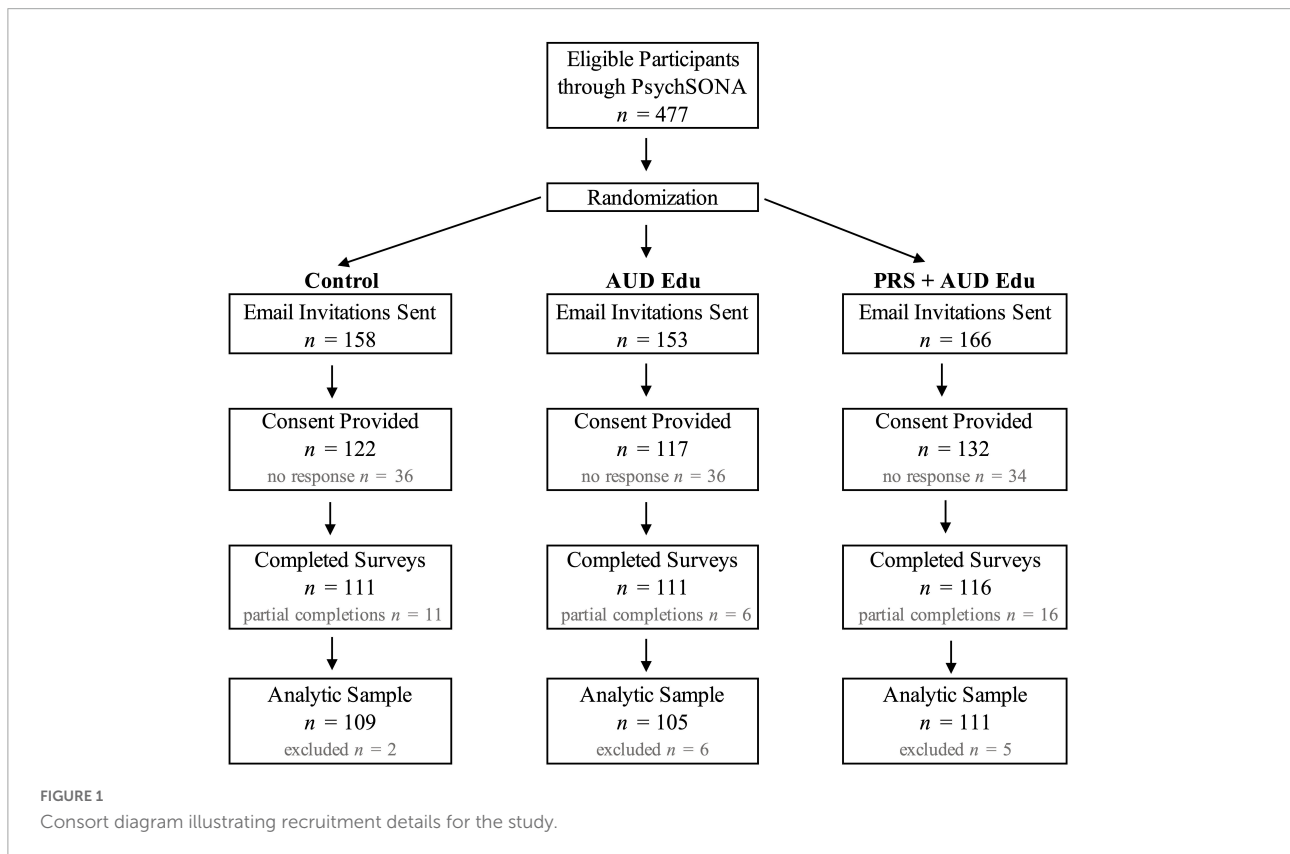 Eligible Participants
through PsychSONA
n = 477
Randomization
Control
Email Invitations Sent
n = 158
Consent Provided
n = 122
no response n = 36
Completed Surveys
n = 111
partial completions n = 11
Analytic Sample
n = 109
excluded n = 2
AUD Edu
Email Invitations Sent
n = 153
Consent Provided
n = 117
no response n = 36
Completed Surveys
n = 111
partial completions n = 6
Analytic Sample
n = 105
excluded n = 6
PRS + AUD Edu
Email Invitations Sent
n = 166
Consent Provided
n = 132
no response n = 34
Completed Surveys
n = 116
partial completions n = 16
Analytic Sample
n = 111
excluded n = 5
FIGURE 1
Consort diagram illustrating recruitment details for the study.